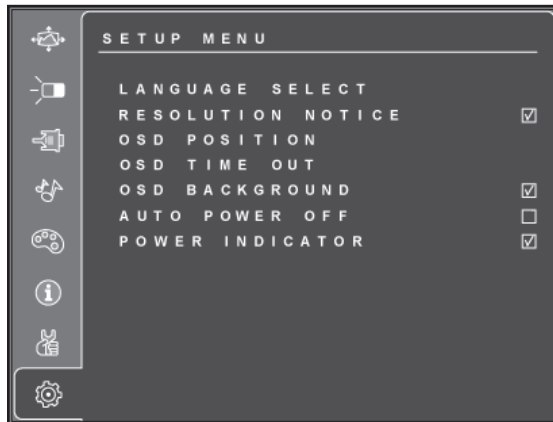 SETUP MENU
LANGUAGE SELECT
RESOLUTION NOTICE
OSD POSITION
OSD TIME OUT
OSD BACKGROUND
AUTO POWER OFF
POWER INDICATOR